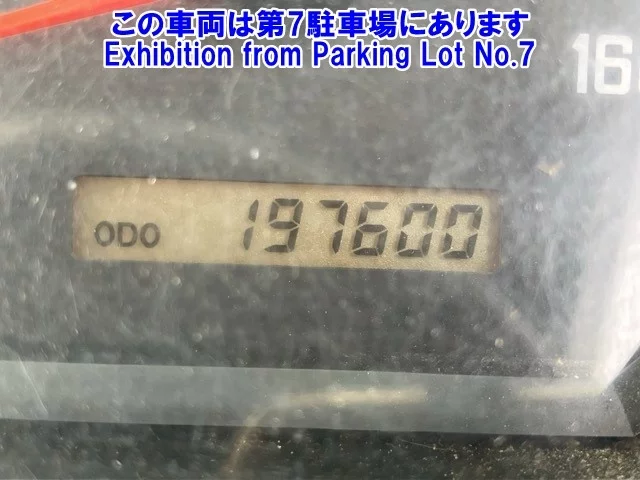 この車両は第7駐車場にあります
Exhibition from Parking Lot No.7
16
ODO 197600